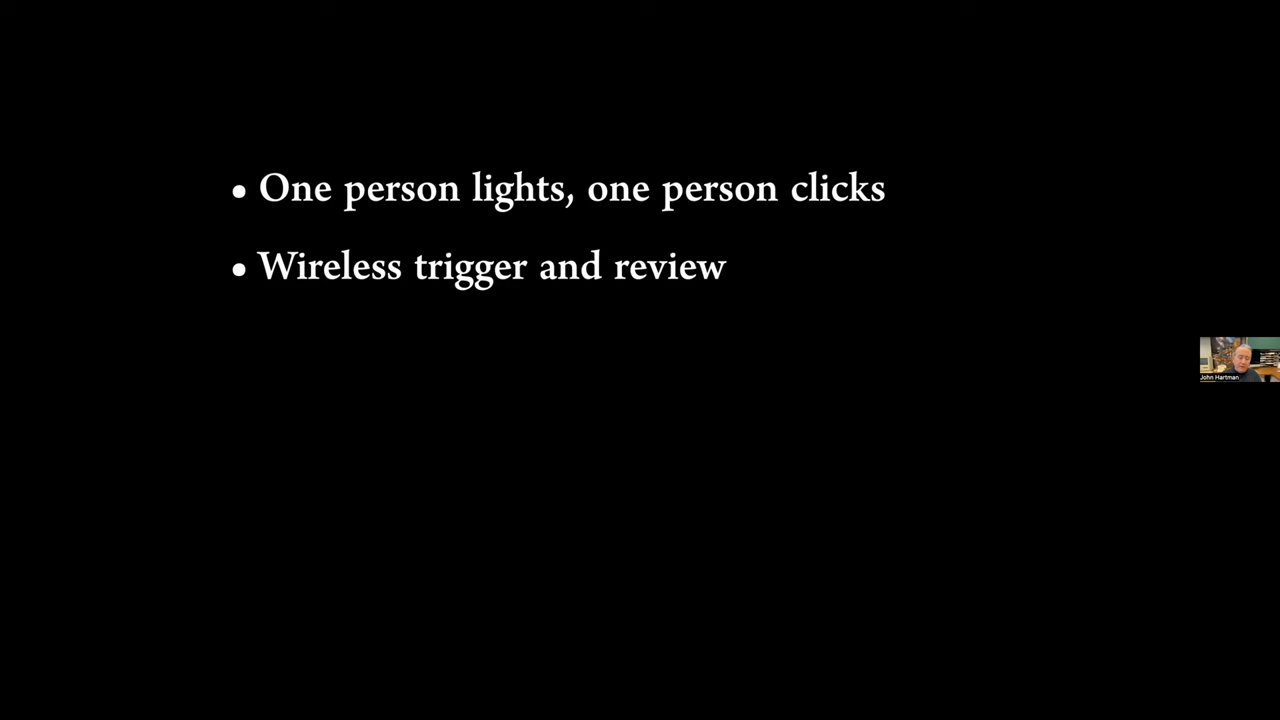 • One person lights, one person clicks
• Wireless trigger and review
John Hartman